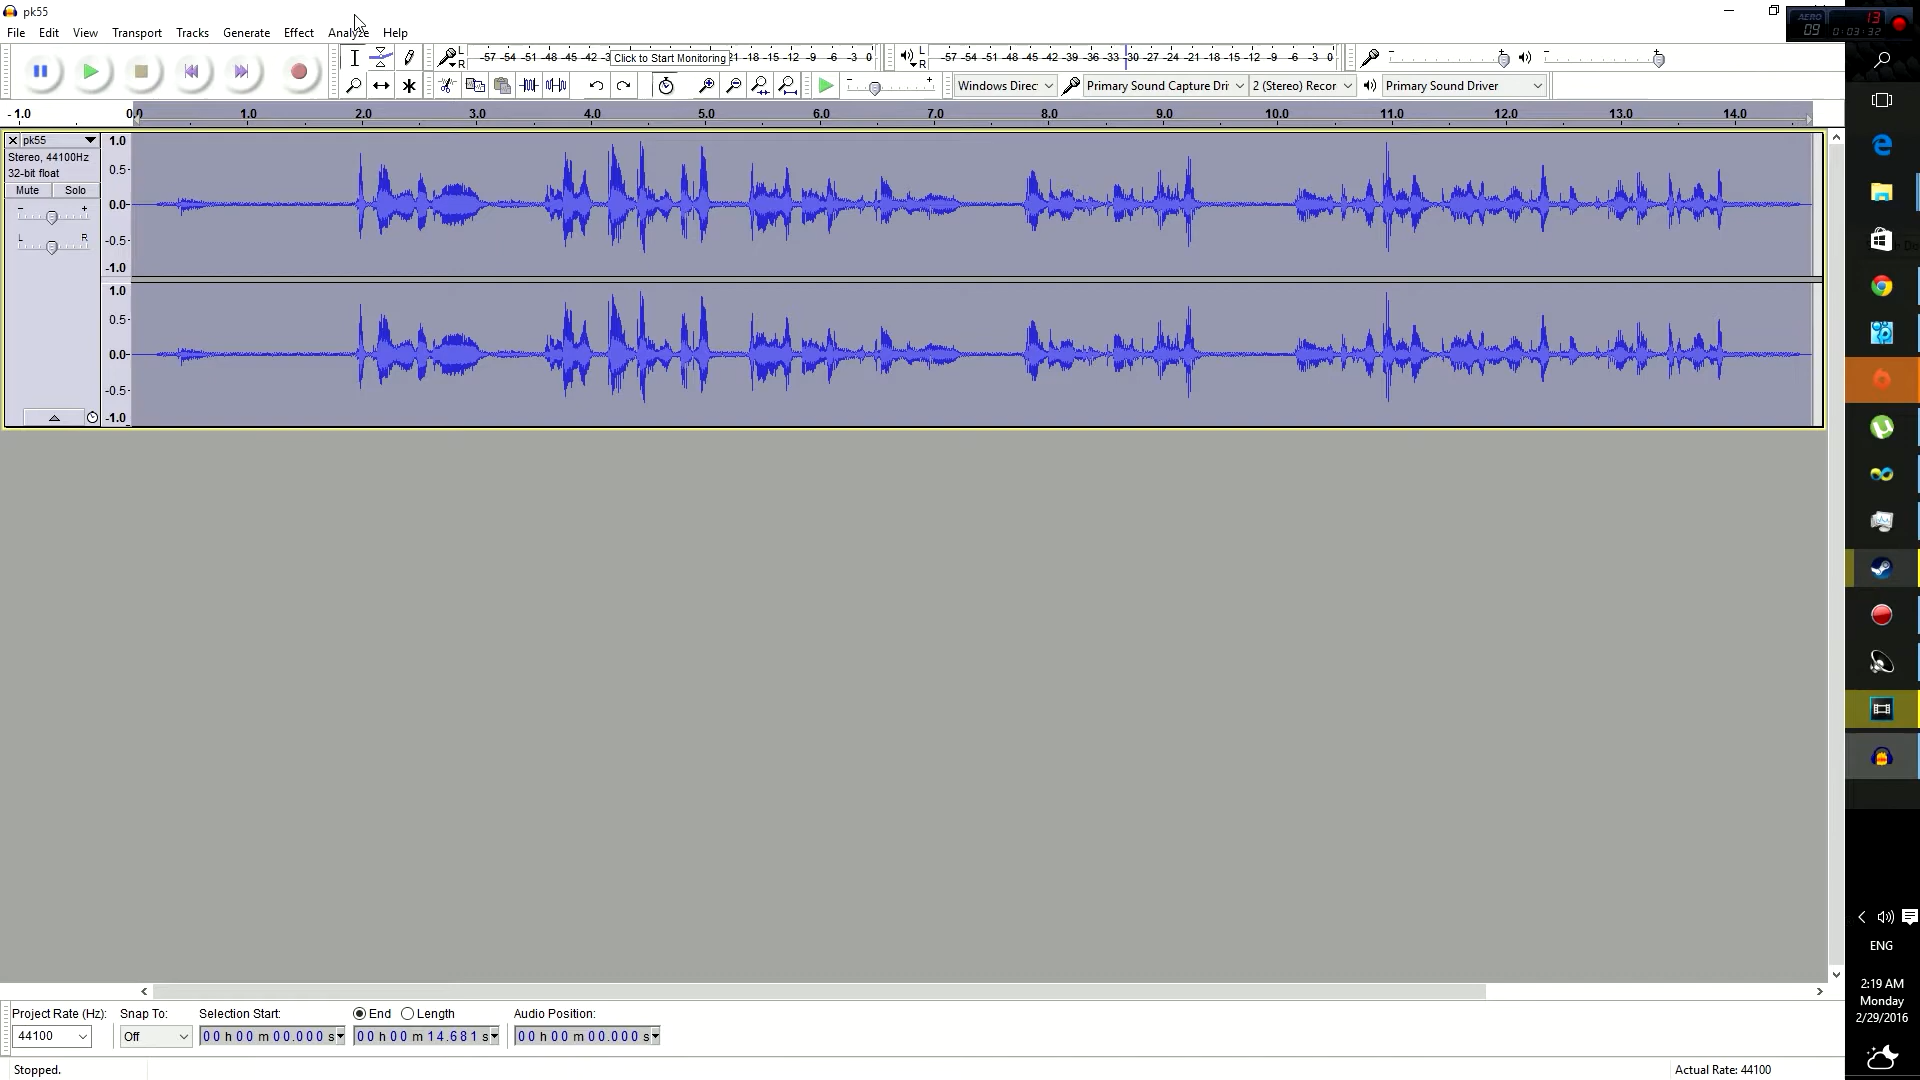 pk55
AERO 13
09 0:03:32
File Edit View Transport Tracks Generate Effect Analyze Help
L R -57 -54 -51 -48 -45 -42 -3 Click to Start Monitoring 21 -18 -15 -12 -9 -6 -3 0
L R -57 -54 -51 -48 -45 -42 -39 -36 -33 -30 -27 -24 -21 -18 -15 -12 -9 -6 -3 0
Windows Direc Primary Sound Capture Dri 2 (Stereo) Recor Primary Sound Driver
-1.0 0.0 1.0 2.0 3.0 4.0 5.0 6.0 7.0 8.0 9.0 10.0 11.0 12.0 13.0 14.0
pk55
Stereo, 44100Hz
32-bit float
Mute Solo
- +
L R
1.0
0.5
0.0
-0.5
-1.0
1.0
0.5
0.0
-0.5
-1.0
ENG
2:19 AM
Monday
2/29/2016
Project Rate (Hz): Snap To: Selection Start: End Length Audio Position:
44100 Off 00 h 00 m 00.000 s 00 h 00 m 14.681 s 00 h 00 m 00.000 s
Stopped. Actual Rate: 44100